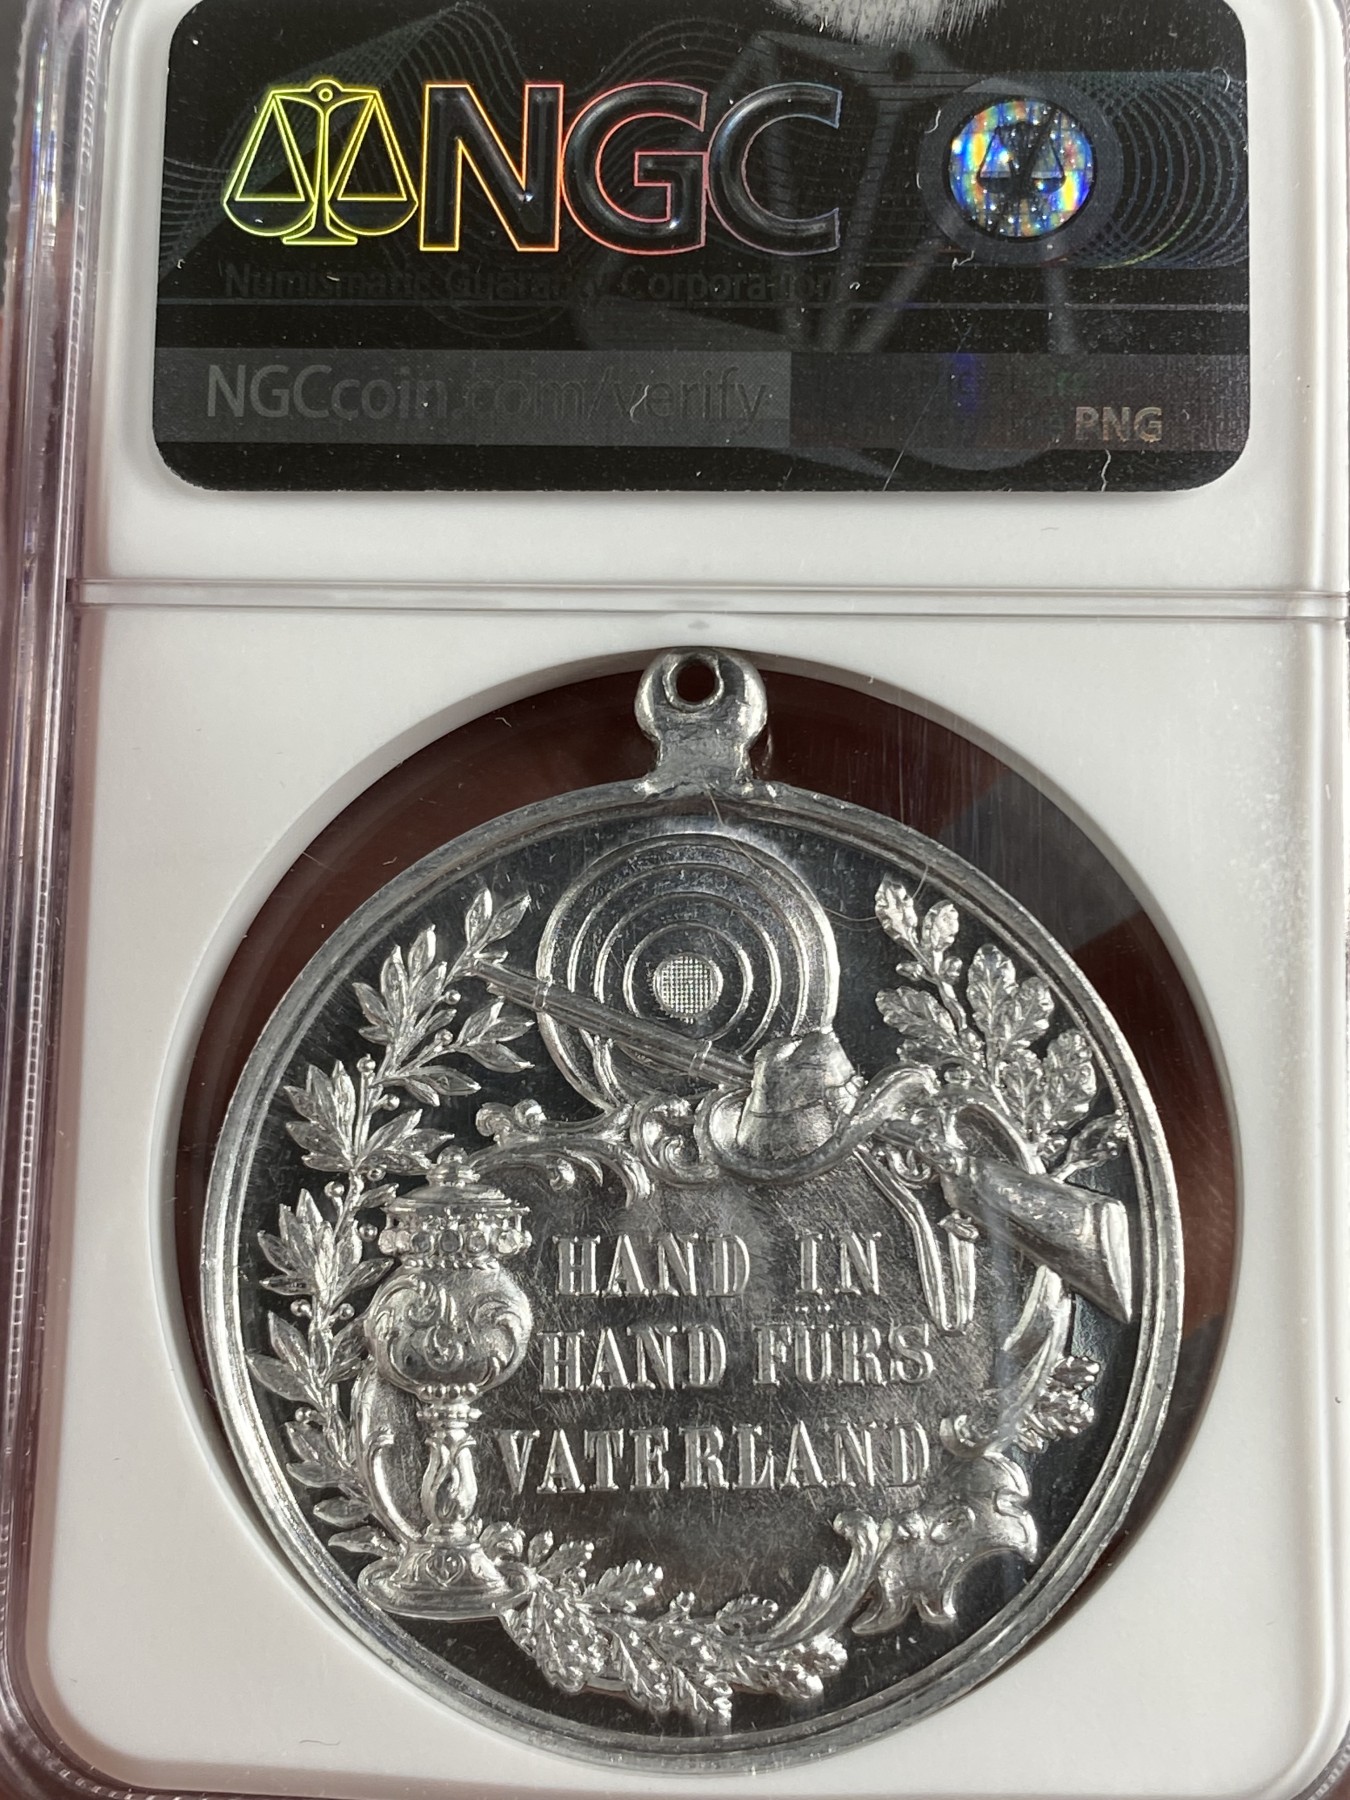 NGC
Numismatic Guaranty Corporation
NGCcoin.com/verify
PNG
HAND IN
HAND FÜRS
VATERLAND